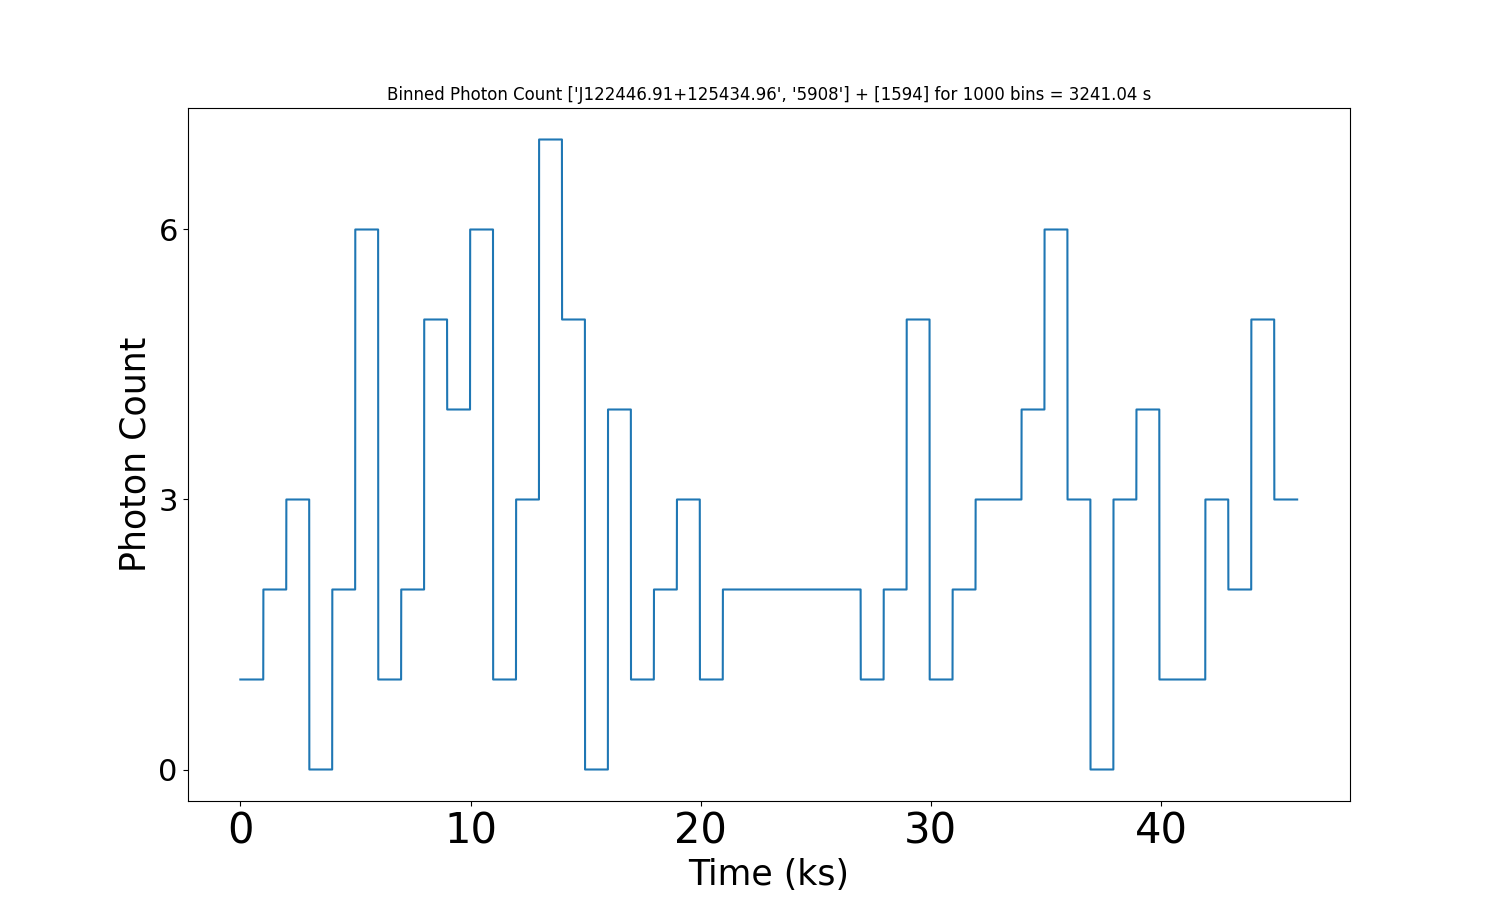 Binned Photon Count ['J122446.91+125434.96', '5908'] + [1594] for 1000 bins = 3241.04 s
Photon Count
6
3
0
0 10 20 30 40
Time (ks)